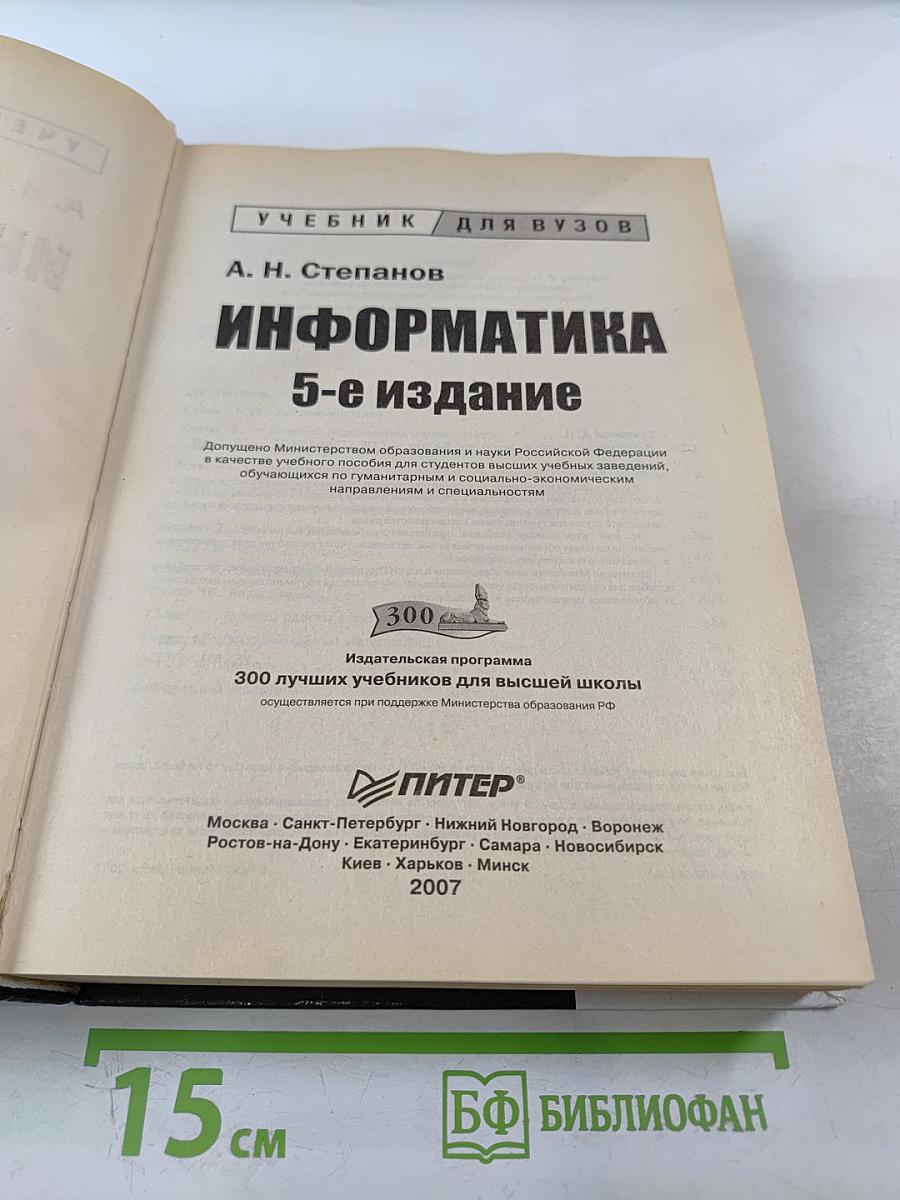 УЧЕБНИК ДЛЯ ВУЗОВ
А. Н. Степанов
ИНФОРМАТИКА
5-е издание
Допущено Министерством образования и науки Российской Федерации
в качестве учебного пособия для студентов высших учебных заведений,
обучающихся по гуманитарным и социально-экономическим
направлениям и специальностям
300
Издательская программа
300 лучших учебников для высшей школы
осуществляется при поддержке Министерства образования РФ
ПИТЕР®
Москва · Санкт-Петербург · Нижний Новгород · Воронеж
Ростов-на-Дону · Екатеринбург · Самара · Новосибирск
Киев · Харьков · Минск
2007
15 см
БФ БИБЛИОФАН